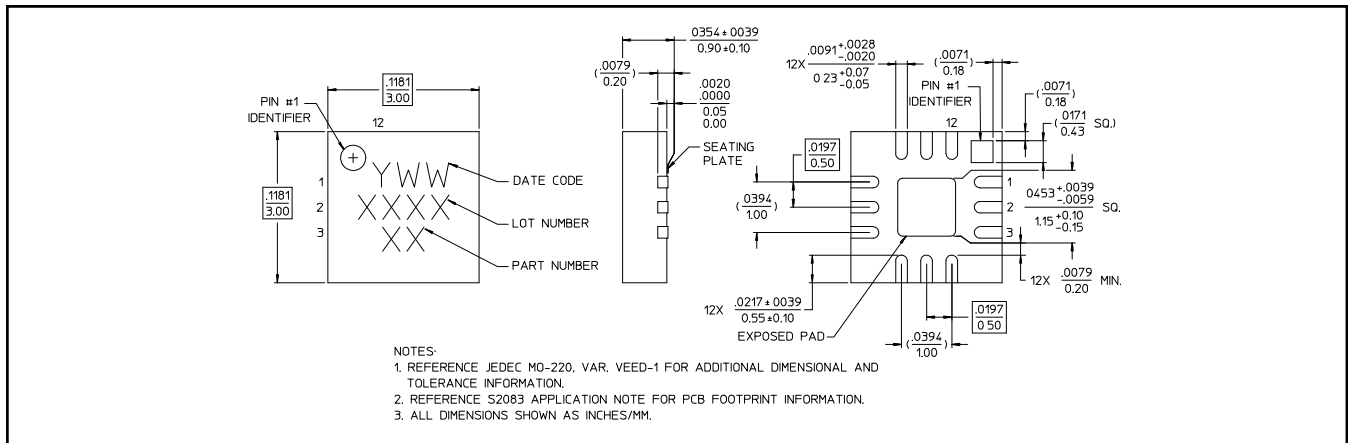 .1181
3.00
PIN #1
IDENTIFIER
12
.1181
3.00
1
2
3
YWW
XXXX
XX
DATE CODE
LOT NUMBER
PART NUMBER
.0354 ± 0039
0.90 ±0.10
(.0079)
0.20
.0020
.0000
0.05
0.00
SEATING
PLATE
12X .0091 +.0028 -.0020
0 23 +0.07 -0.05
(.0071)
0.18
PIN #1
IDENTIFIER
12
(.0071)
0.18
(.0171 SQ.)
0.43
.0197
0.50
(.0394)
1.00
1
2
3
0453 +.0039 -.0059 SQ.
1.15 +0.10 -0.15
12X .0079 MIN.
0.20
12X .0217 ± 0039
0.55±0.10
EXPOSED PAD
(.0394)
1.00
.0197
0 50
NOTES·
1. REFERENCE JEDEC MO-220, VAR. VEED-1 FOR ADDITIONAL DIMENSIONAL AND
TOLERANCE INFORMATION.
2. REFERENCE S2083 APPLICATION NOTE FOR PCB FOOTPRINT INFORMATION.
3. ALL DIMENSIONS SHOWN AS INCHES/MM.